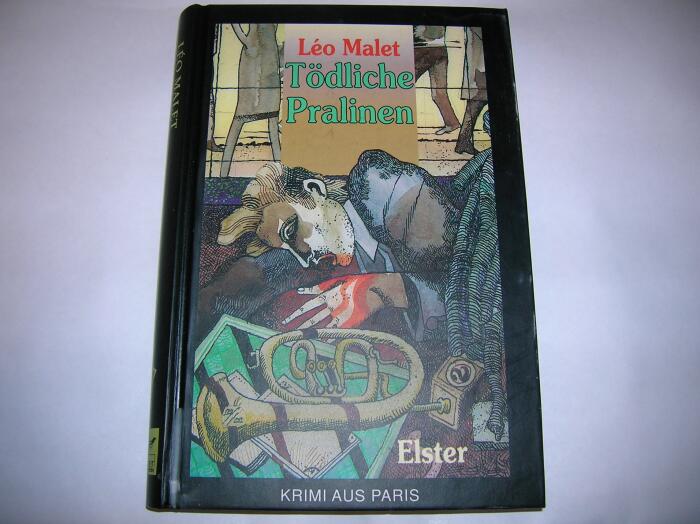 Léo Malet
Tödliche
Pralinen
Elster
KRIMI AUS PARIS
LÉO MALET